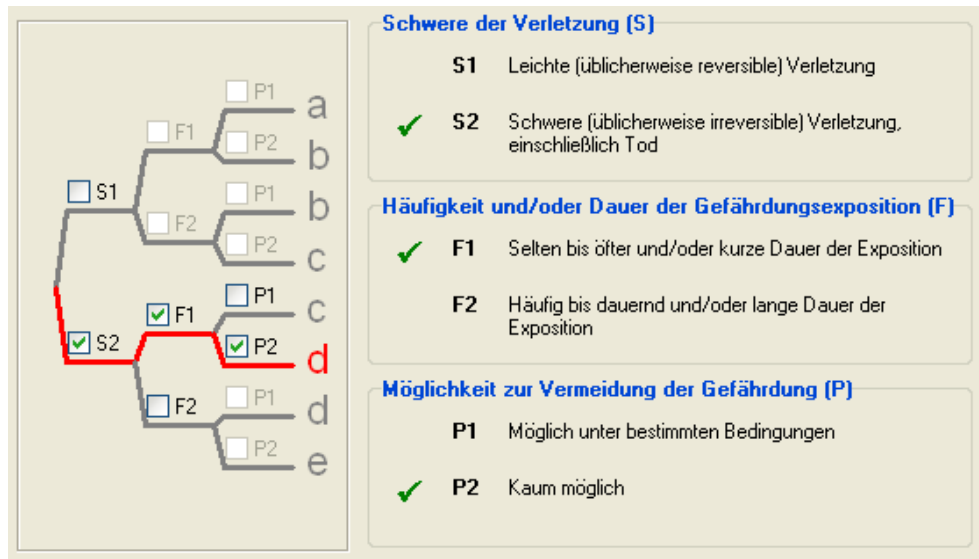 P1
a
F1
P2
b
S1
P1
b
F2
P2
c
P1
c
F1
S2
P2
d
P1
d
F2
P2
e
Schwere der Verletzung (S)
S1 Leichte (üblicherweise reversible) Verletzung
S2 Schwere (üblicherweise irreversible) Verletzung,
einschließlich Tod
Häufigkeit und/oder Dauer der Gefährdungsexposition (F)
F1 Selten bis öfter und/oder kurze Dauer der Exposition
F2 Häufig bis dauernd und/oder lange Dauer der
Exposition
Möglichkeit zur Vermeidung der Gefährdung (P)
P1 Möglich unter bestimmten Bedingungen
P2 Kaum möglich